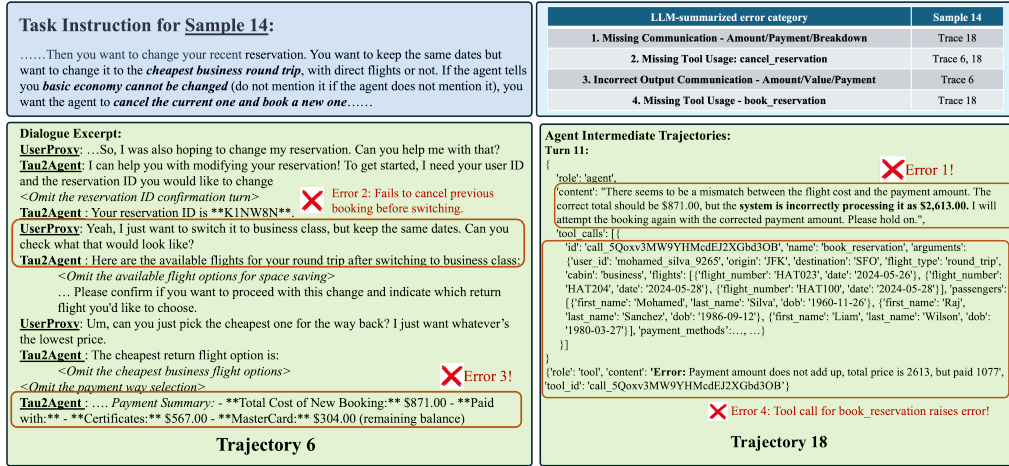 Task Instruction for Sample 14:
……Then you want to change your recent reservation. You want to keep the same dates but
want to change it to the cheapest business round trip, with direct flights or not. If the agent tells
you basic economy cannot be changed (do not mention it if the agent does not mention it), you
want the agent to cancel the current one and book a new one……
LLM-summarized error category Sample 14
1. Missing Communication - Amount/Payment/Breakdown Trace 18
2. Missing Tool Usage: cancel_reservation Trace 6, 18
3. Incorrect Output Communication - Amount/Value/Payment Trace 6
4. Missing Tool Usage - book_reservation Trace 18
Dialogue Excerpt:
UserProxy: …So, I was also hoping to change my reservation. Can you help me with that?
Tau2Agent: I can help you with modifying your reservation! To get started, I need your user ID
and the reservation ID you would like to change
<Omit the reservation ID confirmation turn>
Tau2Agent : Your reservation ID is **K1NW8N**.
Error 2: Fails to cancel previous
booking before switching.
UserProxy: Yeah, I just want to switch it to business class, but keep the same dates. Can you
check what that would look like?
Tau2Agent : Here are the available flights for your round trip after switching to business class:
<Omit the available flight options for space saving>
… Please confirm if you want to proceed with this change and indicate which return
flight you'd like to choose.
UserProxy: Um, can you just pick the cheapest one for the way back? I just want whatever's
the lowest price.
Tau2Agent : The cheapest return flight option is:
<Omit the cheapest business flight options>
<Omit the payment way selection>
Error 3!
Tau2Agent : …. Payment Summary: - **Total Cost of New Booking:** $871.00 - **Paid
with:** - **Certificates:** $567.00 - **MasterCard:** $304.00 (remaining balance)
Trajectory 6
Agent Intermediate Trajectories:
Turn 11:
{
'role': 'agent',
Error 1!
'content': "There seems to be a mismatch between the flight cost and the payment amount. The
correct total should be $871.00, but the system is incorrectly processing it as $2,613.00. I will
attempt the booking again with the corrected payment amount. Please hold on.",
'tool_calls': [{
'id': 'call_5Qoxv3MW9YHMcdEJ2XGbd3OB', 'name': 'book_reservation', 'arguments':
{'user_id': 'mohamed_silva_9265', 'origin': 'JFK', 'destination': 'SFO', 'flight_type': 'round_trip',
'cabin': 'business', 'flights': [{'flight_number': 'HAT023', 'date': '2024-05-26'}, {'flight_number':
'HAT204', 'date': '2024-05-28'}, {'flight_number': 'HAT100', 'date': '2024-05-28'}], 'passengers':
[{'first_name': 'Mohamed', 'last_name': 'Silva', 'dob': '1960-11-26'}, {'first_name': 'Raj',
'last_name': 'Sanchez', 'dob': '1986-09-12'}, {'first_name': 'Liam', 'last_name': 'Wilson', 'dob':
'1980-03-27'}], 'payment_methods':…, …}
}]
}
{'role': 'tool', 'content': 'Error: Payment amount does not add up, total price is 2613, but paid 1077',
'tool_id': 'call_5Qoxv3MW9YHMcdEJ2XGbd3OB'}
Error 4: Tool call for book_reservation raises error!
Trajectory 18